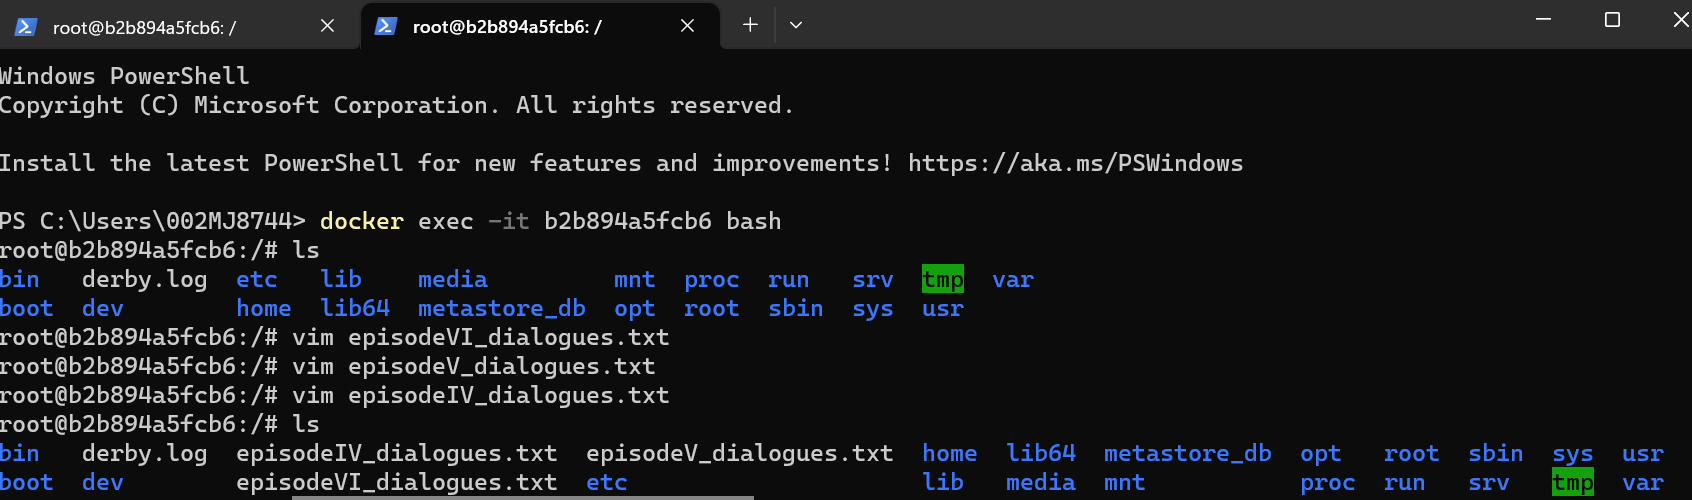 root@b2b894a5fcb6: / root@b2b894a5fcb6: /
Windows PowerShell
Copyright (C) Microsoft Corporation. All rights reserved.
Install the latest PowerShell for new features and improvements! https://aka.ms/PSWindows
PS C:\Users\002MJ8744> docker exec -it b2b894a5fcb6 bash
root@b2b894a5fcb6:/# ls
bin derby.log etc lib media mnt proc run srv tmp var
boot dev home lib64 metastore_db opt root sbin sys usr
root@b2b894a5fcb6:/# vim episodeVI_dialogues.txt
root@b2b894a5fcb6:/# vim episodeV_dialogues.txt
root@b2b894a5fcb6:/# vim episodeIV_dialogues.txt
root@b2b894a5fcb6:/# ls
bin derby.log episodeIV_dialogues.txt episodeV_dialogues.txt home lib64 metastore_db opt root sbin sys usr
boot dev episodeVI_dialogues.txt etc lib media mnt proc run srv tmp var